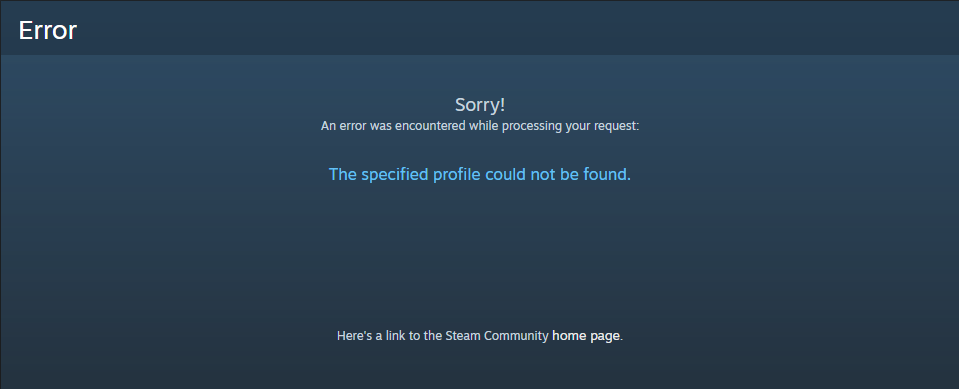 Error
Sorry!
An error was encountered while processing your request:
The specified profile could not be found.
Here's a link to the Steam Community home page.